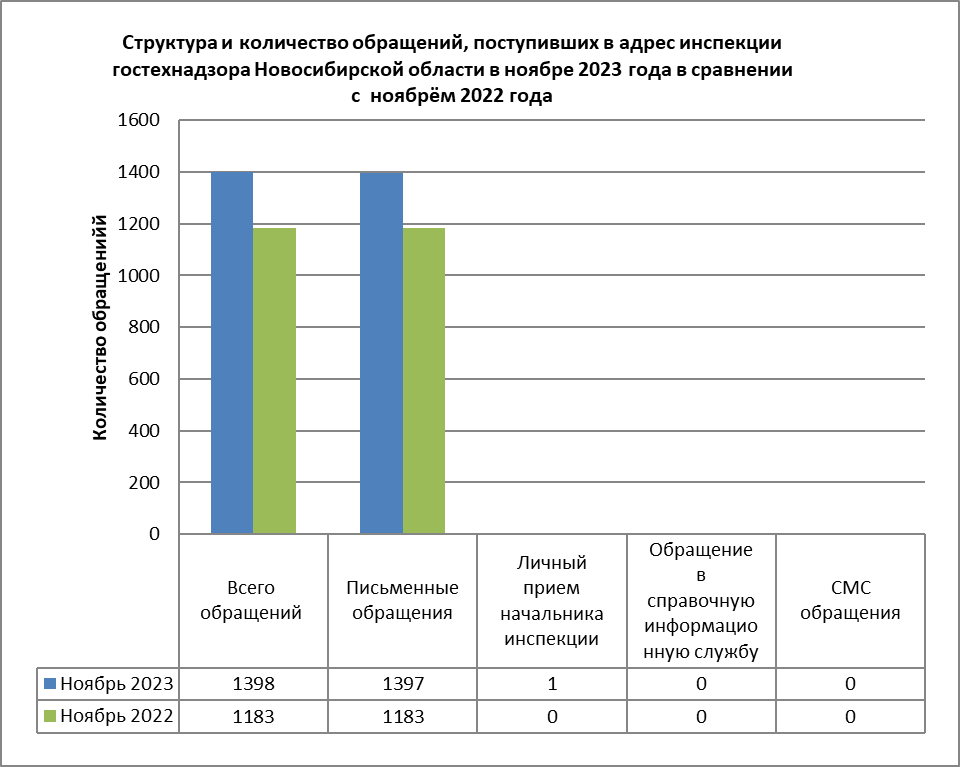 Структура и количество обращений, поступивших в адрес инспекции
гостехнадзора Новосибирской области в ноябре 2023 года в сравнении
с ноябрём 2022 года
Количество обращенийй
1600
1400
1200
1000
800
600
400
200
0
Всего
обращений
Письменные
обращения
Личный
прием
начальника
инспекции
Обращение
в
справочную
информацио
нную службу
СМС
обращения
Ноябрь 2023 1398 1397 1 0 0
Ноябрь 2022 1183 1183 0 0 0